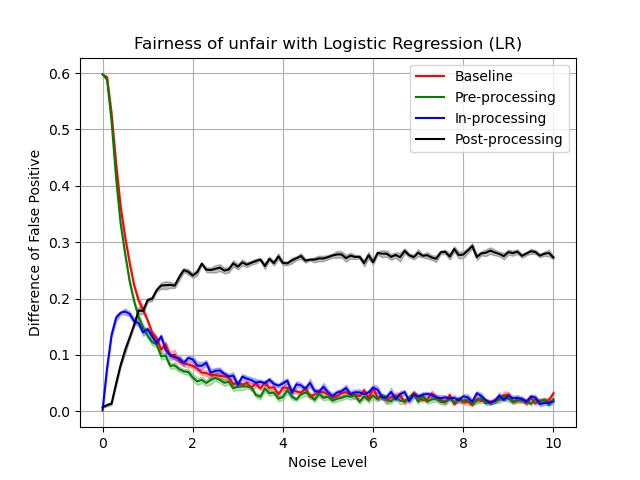 Fairness of unfair with Logistic Regression (LR)
Baseline
Pre-processing
In-processing
Post-processing
Difference of False Positive
0.6
0.5
0.4
0.3
0.2
0.1
0.0
0 2 4 6 8 10
Noise Level